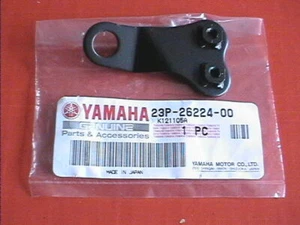 YAMAHA 23P-26224-00
GENUINE K121105A
Parts & Accessories
1 PC
YAMAHA MOTOR CO.,LTD.
MADE IN JAPAN